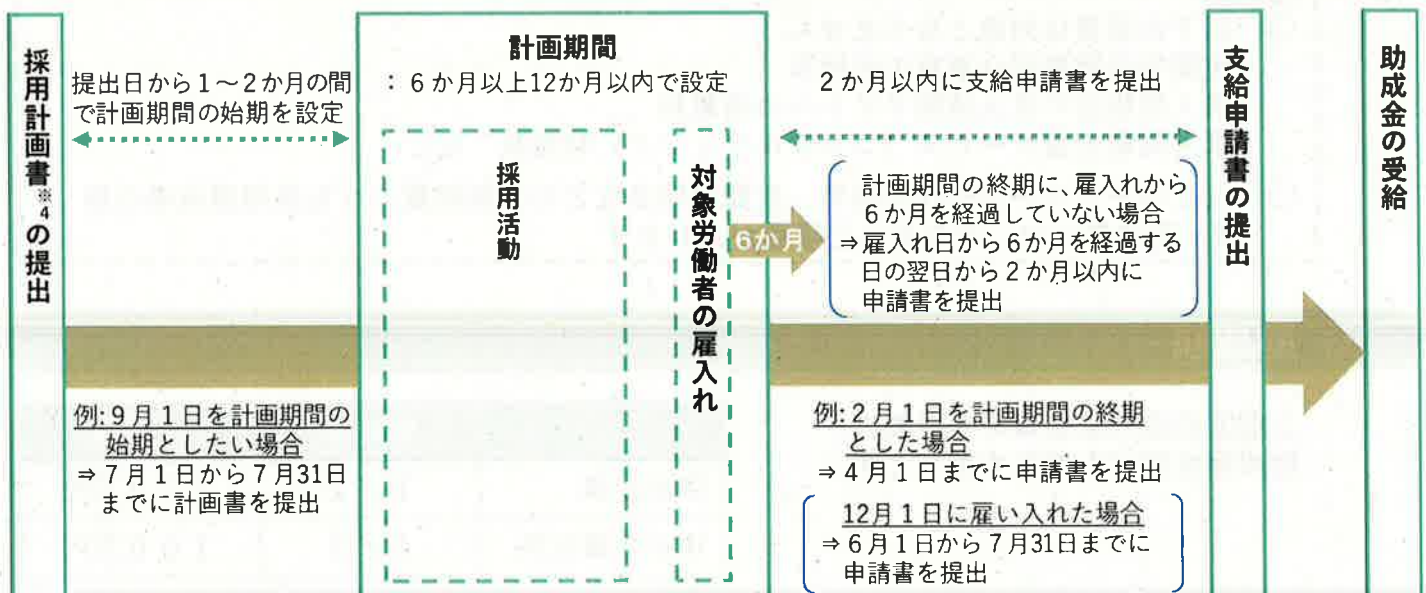 採用計画書※4の提出
提出日から1～2か月の間
で計画期間の始期を設定
例:9月1日を計画期間の
始期としたい場合
⇒7月1日から7月31日
までに計画書を提出
計画期間
：6か月以上12か月以内で設定
採用活動
対象労働者の雇入れ
6か月
2か月以内に支給申請書を提出
計画期間の終期に、雇入れから
6か月を経過していない場合
⇒雇入れ日から6か月を経過する
日の翌日から2か月以内に
申請書を提出
例:2月1日を計画期間の終期
とした場合
⇒4月1日までに申請書を提出
12月1日に雇い入れた場合
⇒6月1日から7月31日までに
申請書を提出
支給申請書の提出
助成金の受給